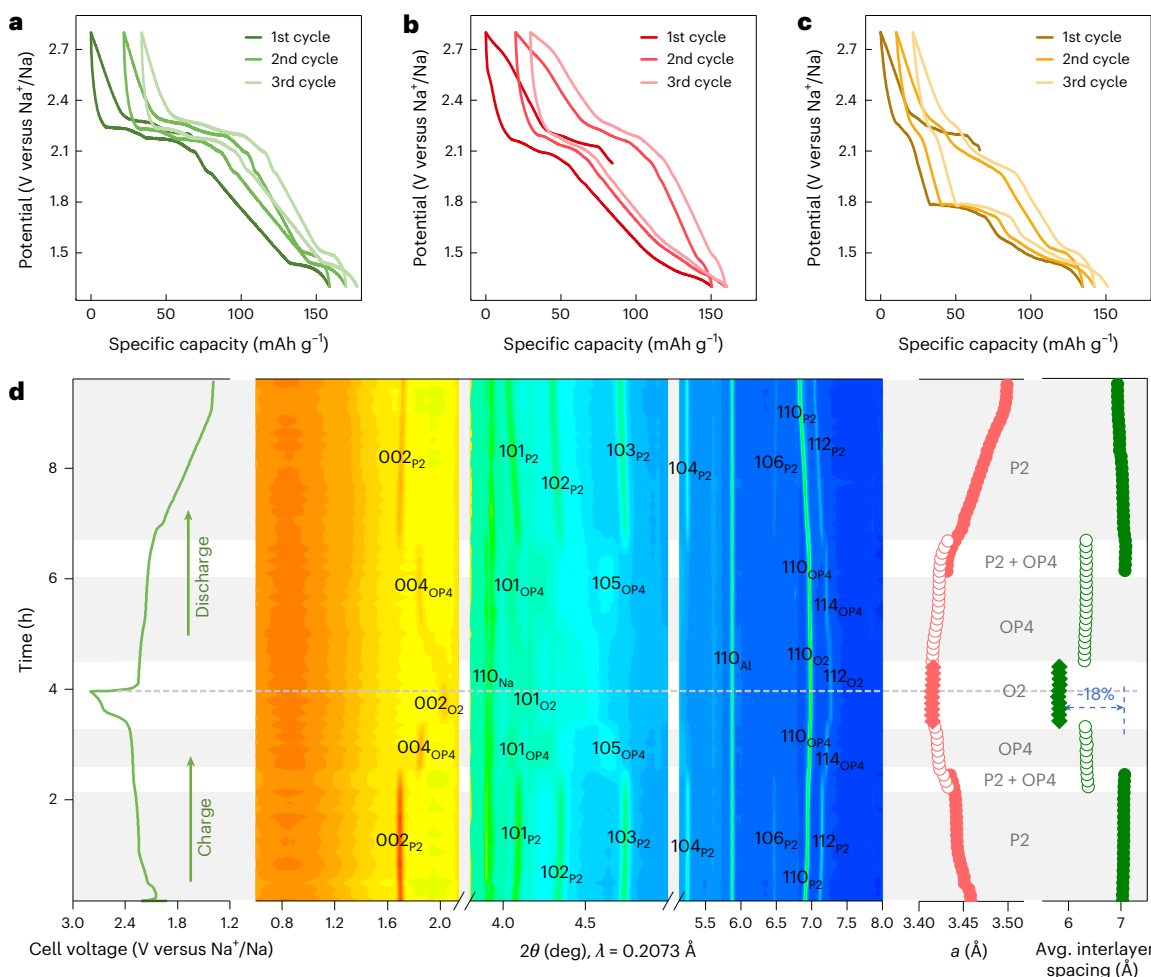 a
b
c
1st cycle
2nd cycle
3rd cycle
1st cycle
2nd cycle
3rd cycle
1st cycle
2nd cycle
3rd cycle
2.7
2.4
2.1
1.8
1.5
2.7
2.4
2.1
1.8
1.5
2.7
2.4
2.1
1.8
1.5
Potential (V versus Na⁺/Na)
Potential (V versus Na⁺/Na)
Potential (V versus Na⁺/Na)
0 50 100 150
0 50 100 150
0 50 100 150
Specific capacity (mAh g⁻¹)
Specific capacity (mAh g⁻¹)
Specific capacity (mAh g⁻¹)
d
Time (h)
8
6
4
2
Discharge
Charge
002P2
101P2
102P2
103P2
104P2
106P2
110P2
112P2
004OP4
101OP4
105OP4
110OP4
114OP4
110Na
002O2
101O2
110Al
110O2
112O2
004OP4
101OP4
105OP4
110OP4
114OP4
002P2
101P2
102P2
103P2
104P2
106P2
112P2
110P2
P2
P2 + OP4
OP4
O2
OP4
P2 + OP4
P2
~18%
3.0 2.4 1.8 1.2
0.8 1.2 1.6 2.0
4.0 4.5
5.5 6.0 6.5 7.0 7.5 8.0
3.40 3.45 3.50
6 7
Cell voltage (V versus Na⁺/Na)
2θ (deg), λ = 0.2073 Å
a (Å)
Avg. interlayer
spacing (Å)